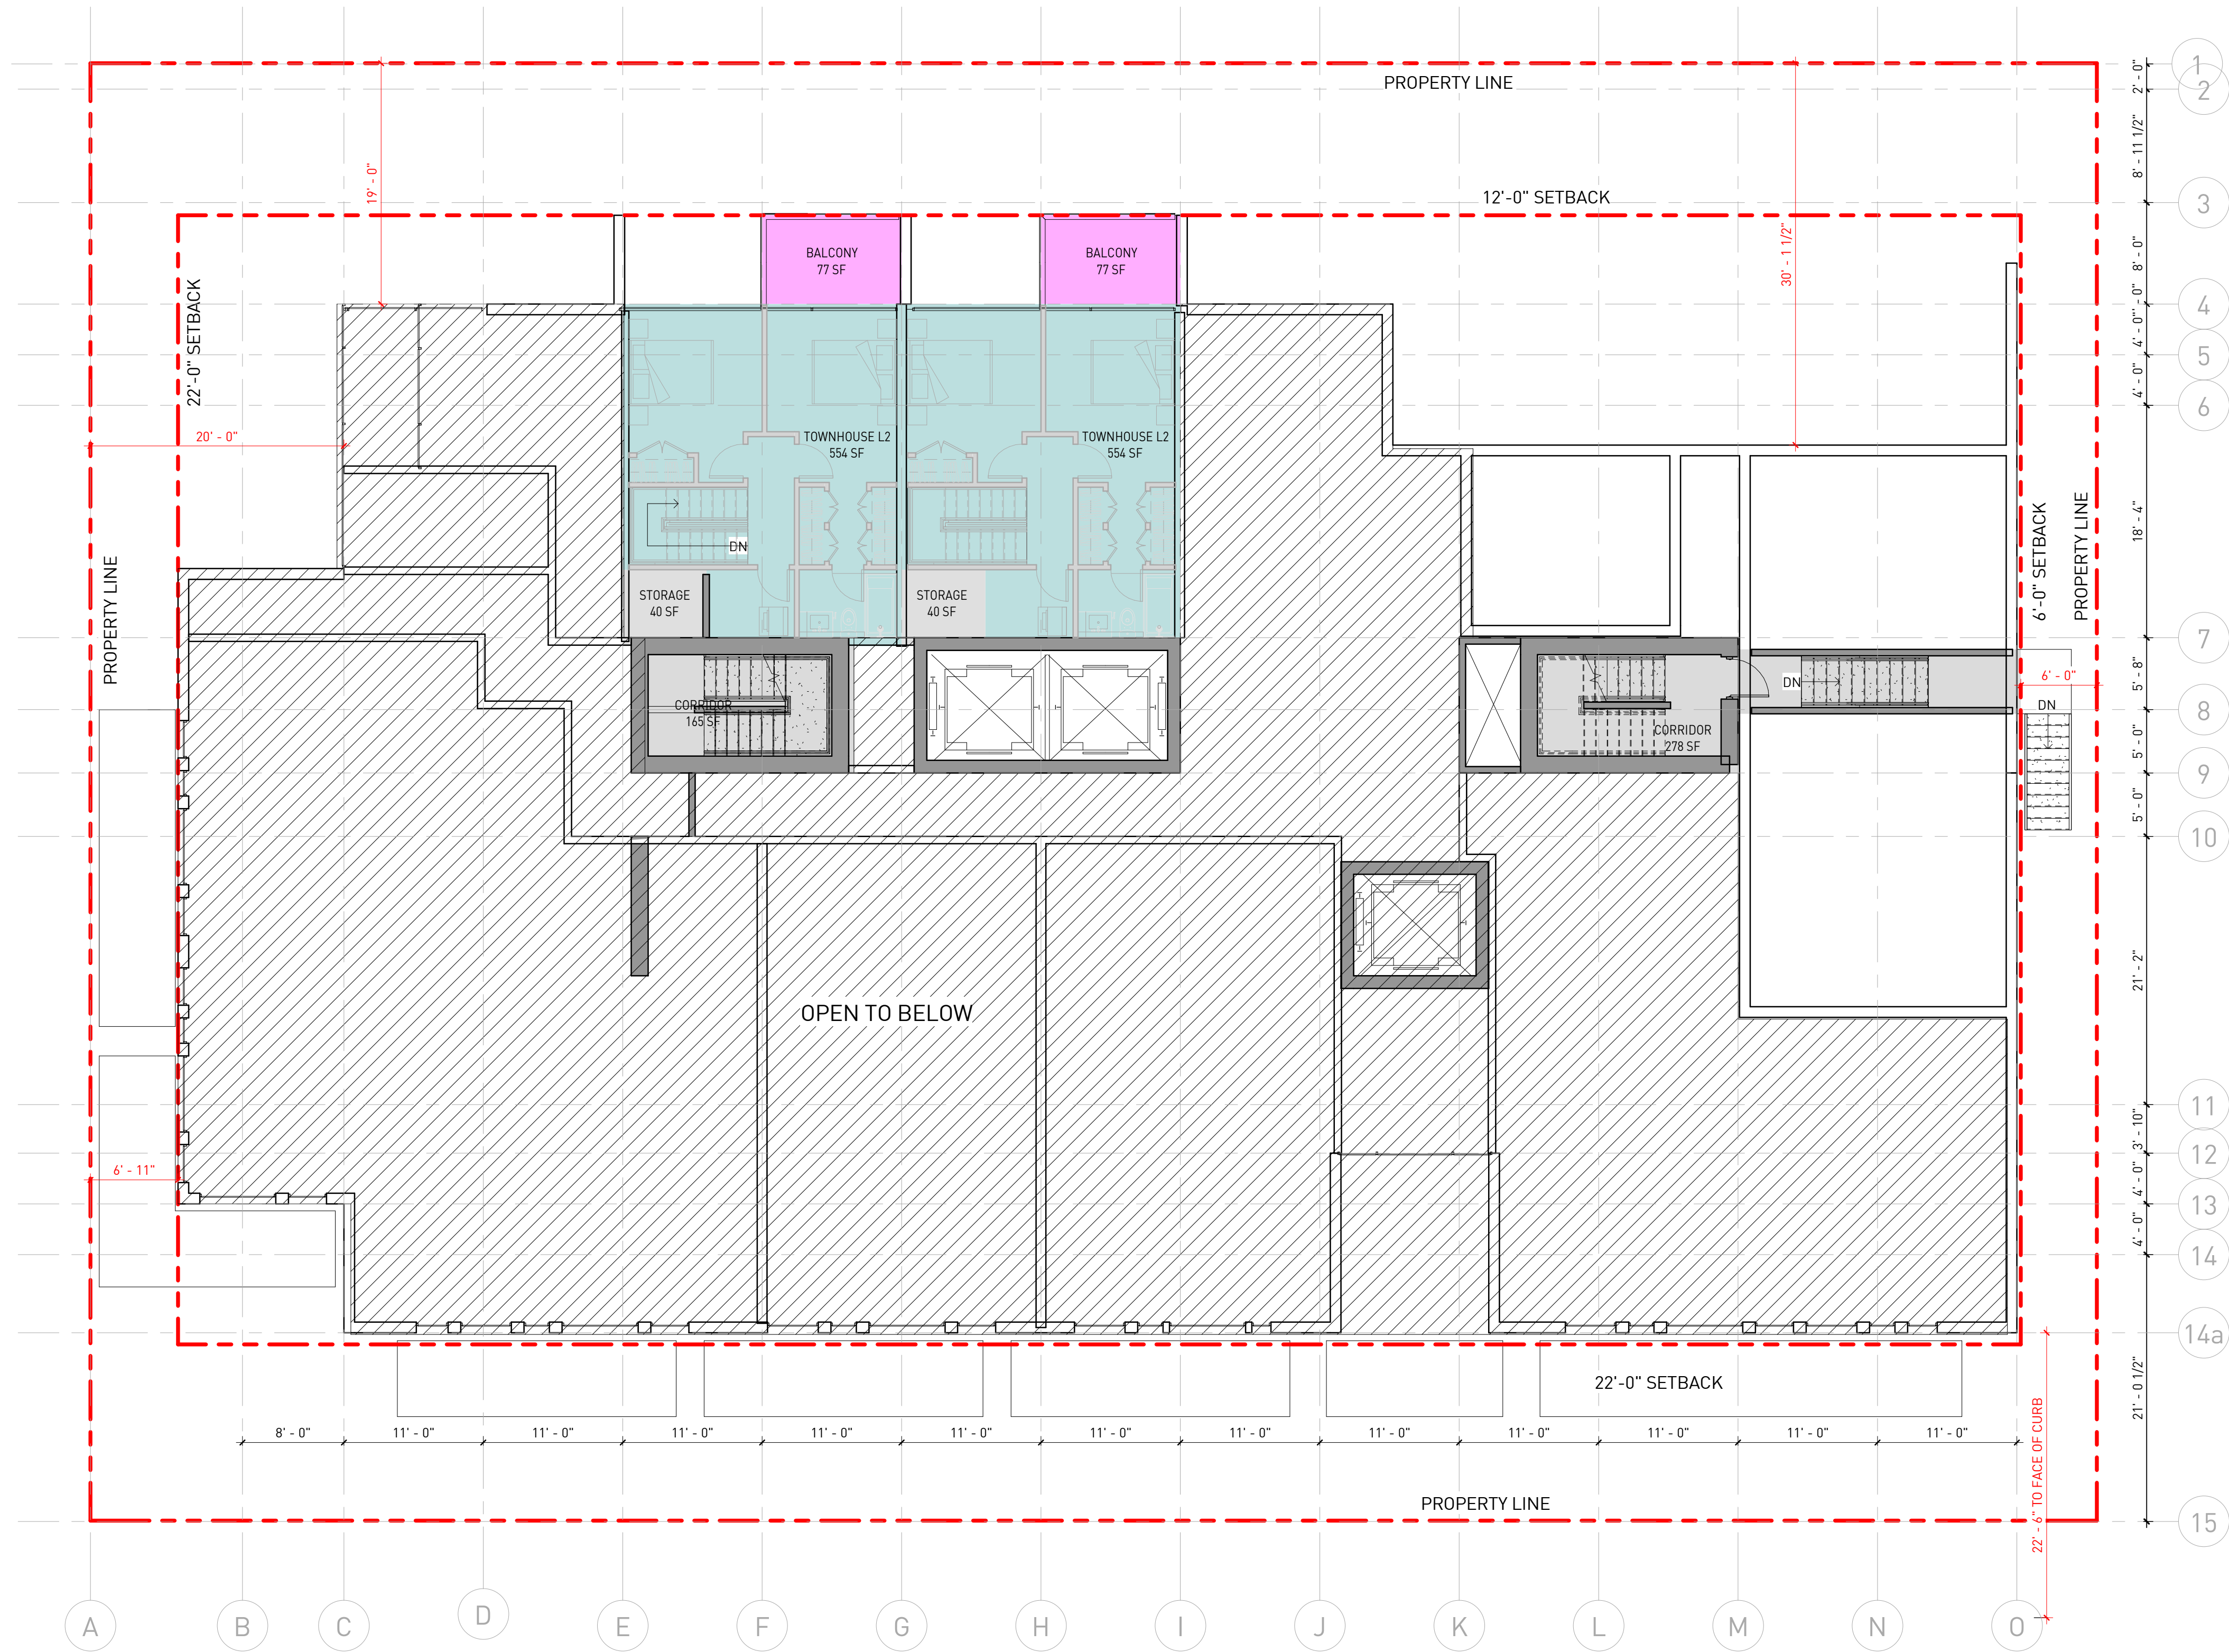 1
2' - 0"
PROPERTY LINE
2
8' - 11 1/2"
19' - 0"
12'-0" SETBACK
3
30' - 1 1/2"
8' - 0"
BALCONY
77 SF
BALCONY
77 SF
22'-0" SETBACK
4
4' - 0"
5
4' - 0"
6
20' - 0"
TOWNHOUSE L2
554 SF
TOWNHOUSE L2
554 SF
18' - 4"
6'-0" SETBACK
PROPERTY LINE
PROPERTY LINE
DN
STORAGE
40 SF
STORAGE
40 SF
7
5' - 8"
6' - 0"
DN
DN
CORRIDOR
165 SF
8
CORRIDOR
278 SF
5' - 0"
9
5' - 0"
10
21' - 2"
OPEN TO BELOW
11
3' - 10"
12
6' - 11"
4' - 0"
13
4' - 0"
14
14a
22'-0" SETBACK
21' - 0 1/2"
8' - 0"
11' - 0"
11' - 0"
11' - 0"
11' - 0"
11' - 0"
11' - 0"
11' - 0"
11' - 0"
11' - 0"
11' - 0"
11' - 0"
11' - 0"
22' - 6" TO FACE OF CURB
PROPERTY LINE
15
A
B
C
D
E
F
G
H
I
J
K
L
M
N
O